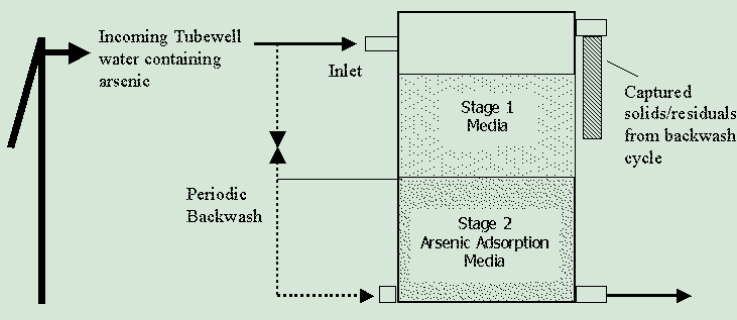 Incoming Tubewell
water containing
arsenic
Inlet
Stage 1
Media
Captured
solids/residuals
from backwash
cycle
Periodic
Backwash
Stage 2
Arsenic Adsorption
Media